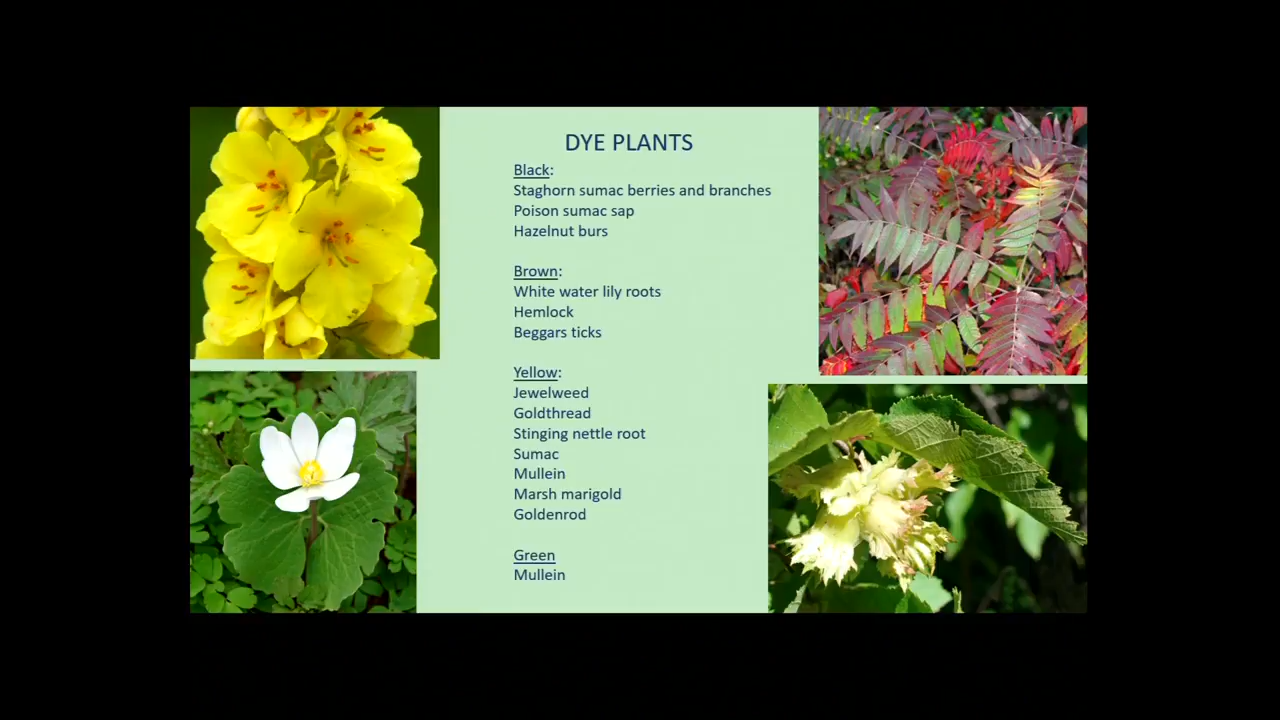 DYE PLANTS
Black:
Staghorn sumac berries and branches
Poison sumac sap
Hazelnut burs
Brown:
White water lily roots
Hemlock
Beggars ticks
Yellow:
Jewelweed
Goldthread
Stinging nettle root
Sumac
Mullein
Marsh marigold
Goldenrod
Green
Mullein